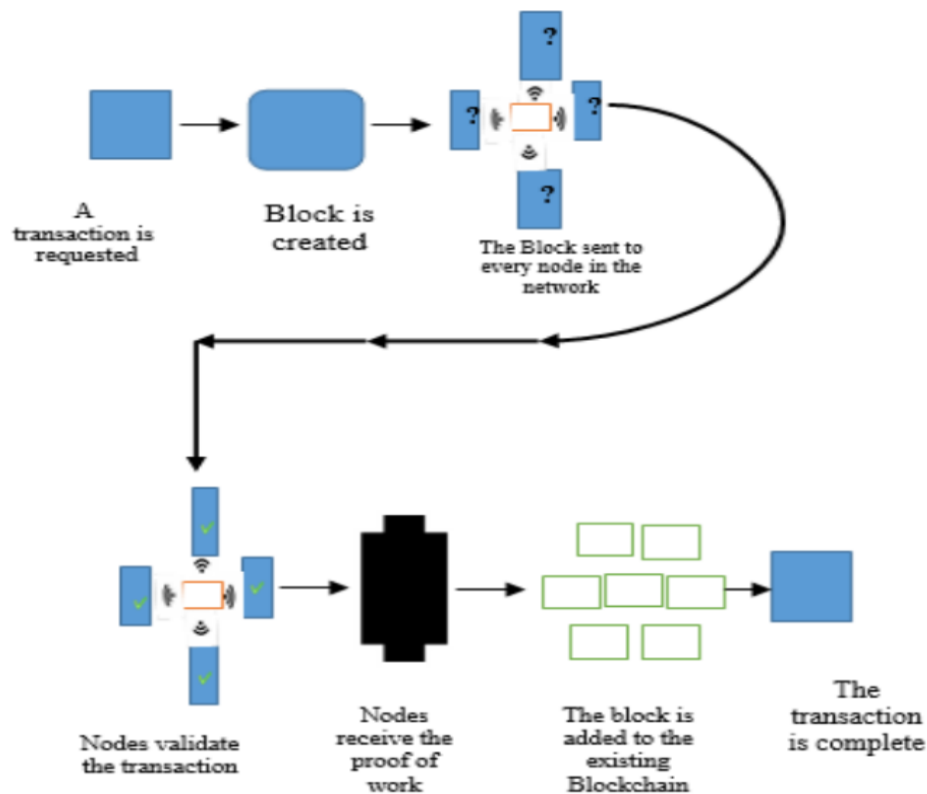 ?
?
?
?
A
transaction is
requested
Block is
created
The Block sent to
every node in the
network
Nodes validate
the transaction
Nodes
receive the
proof of
work
The block is
added to the
existing
Blockchain
The
transaction
is complete